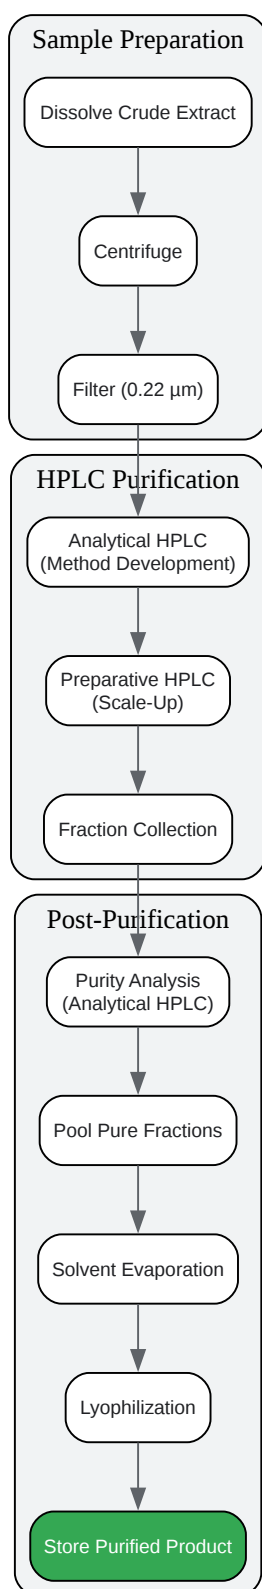 Sample Preparation
Dissolve Crude Extract
Centrifuge
Filter (0.22 µm)
HPLC Purification
Analytical HPLC
(Method Development)
Preparative HPLC
(Scale-Up)
Fraction Collection
Post-Purification
Purity Analysis
(Analytical HPLC)
Pool Pure Fractions
Solvent Evaporation
Lyophilization
Store Purified Product